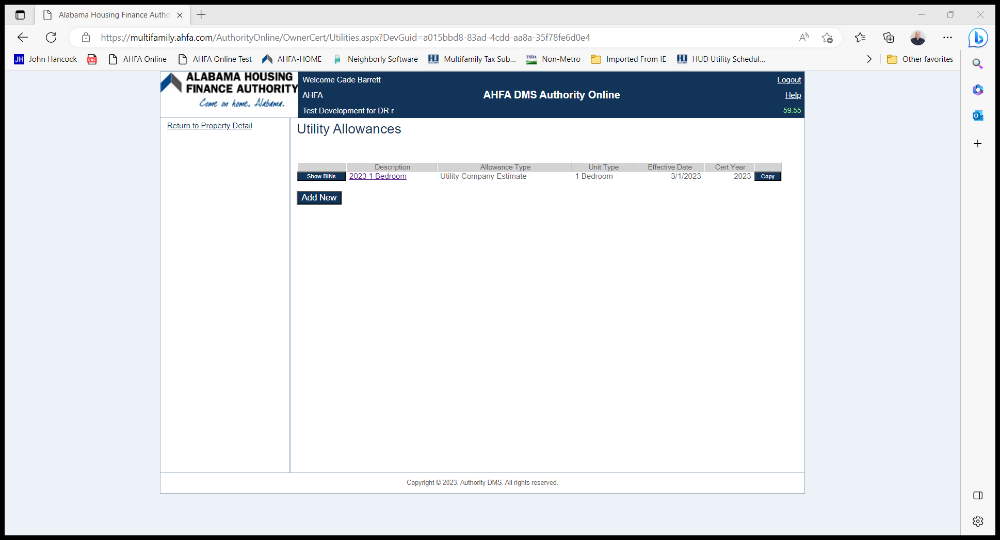 Alabama Housing Finance Autho
https://multifamily.ahfa.com/AuthorityOnline/OwnerCert/Utilities.aspx?DevGuid=a015bbd8-83ad-4cdd-aa8a-35f78fe6d0e4
JH John Hancock PDF AHFA Online AHFA Online Test AHFA-HOME Neighborly Software Multifamily Tax Sub... USDA Non-Metro Imported From IE HUD Utility Schedul... Other favorites
ALABAMA HOUSING
FINANCE AUTHORITY
Come on home, Alabama.
Welcome Cade Barrett Logout
AHFA AHFA DMS Authority Online Help
Test Development for DR r 59:55
Return to Property Detail
Utility Allowances
Description Allowance Type Unit Type Effective Date Cert Year
Show BINs 2023 1 Bedroom Utility Company Estimate 1 Bedroom 3/1/2023 2023 Copy
Add New
Copyright © 2023, Authority DMS. All rights reserved.